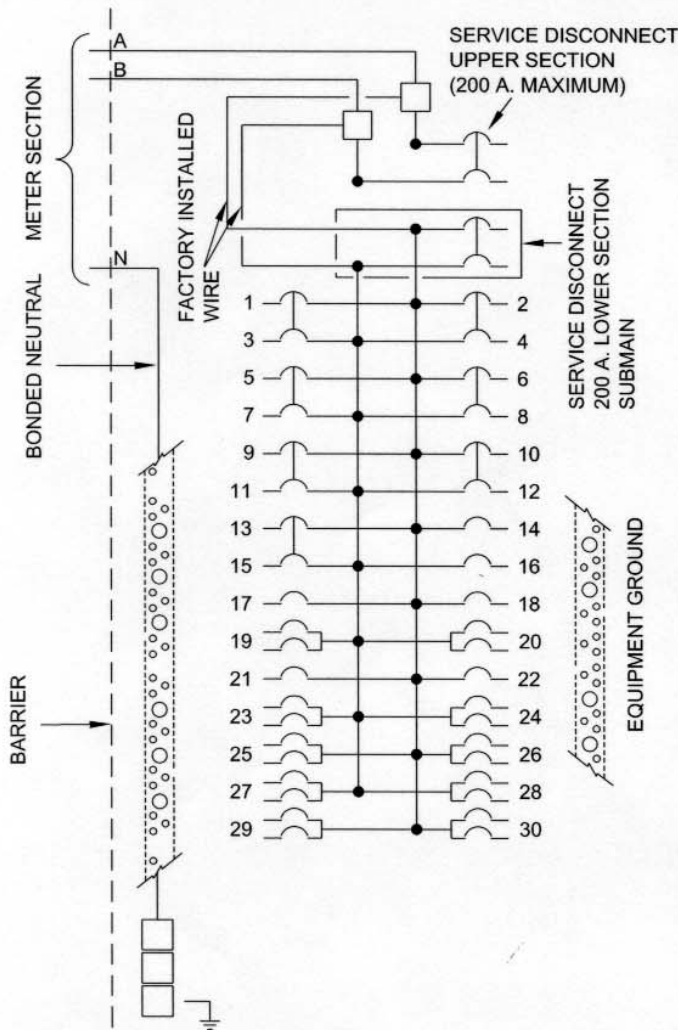 A
B
N
METER SECTION
BONDED NEUTRAL
BARRIER
FACTORY INSTALLED
WIRE
SERVICE DISCONNECT
UPPER SECTION
(200 A. MAXIMUM)
SERVICE DISCONNECT
200 A. LOWER SECTION
SUBMAIN
1 2
3 4
5 6
7 8
9 10
11 12
13 14
15 16
17 18
19 20
21 22
23 24
25 26
27 28
29 30
EQUIPMENT GROUND